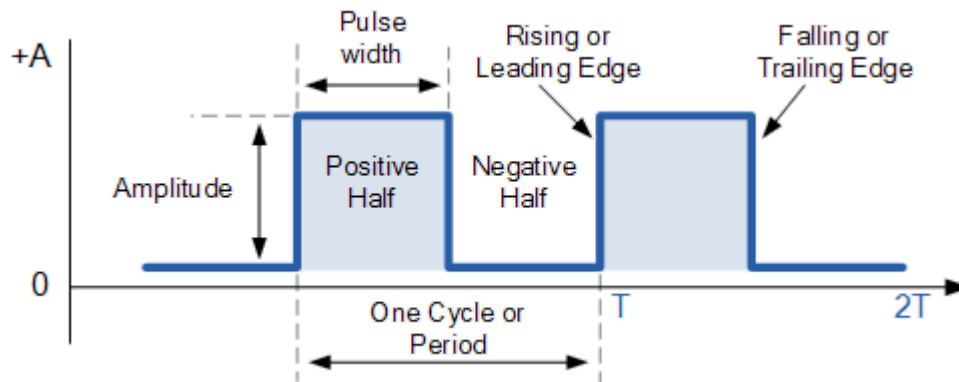 +A
Pulse
width
Rising or
Leading Edge
Falling or
Trailing Edge
Amplitude
Positive
Half
Negative
Half
0
One Cycle or
Period
T
2T